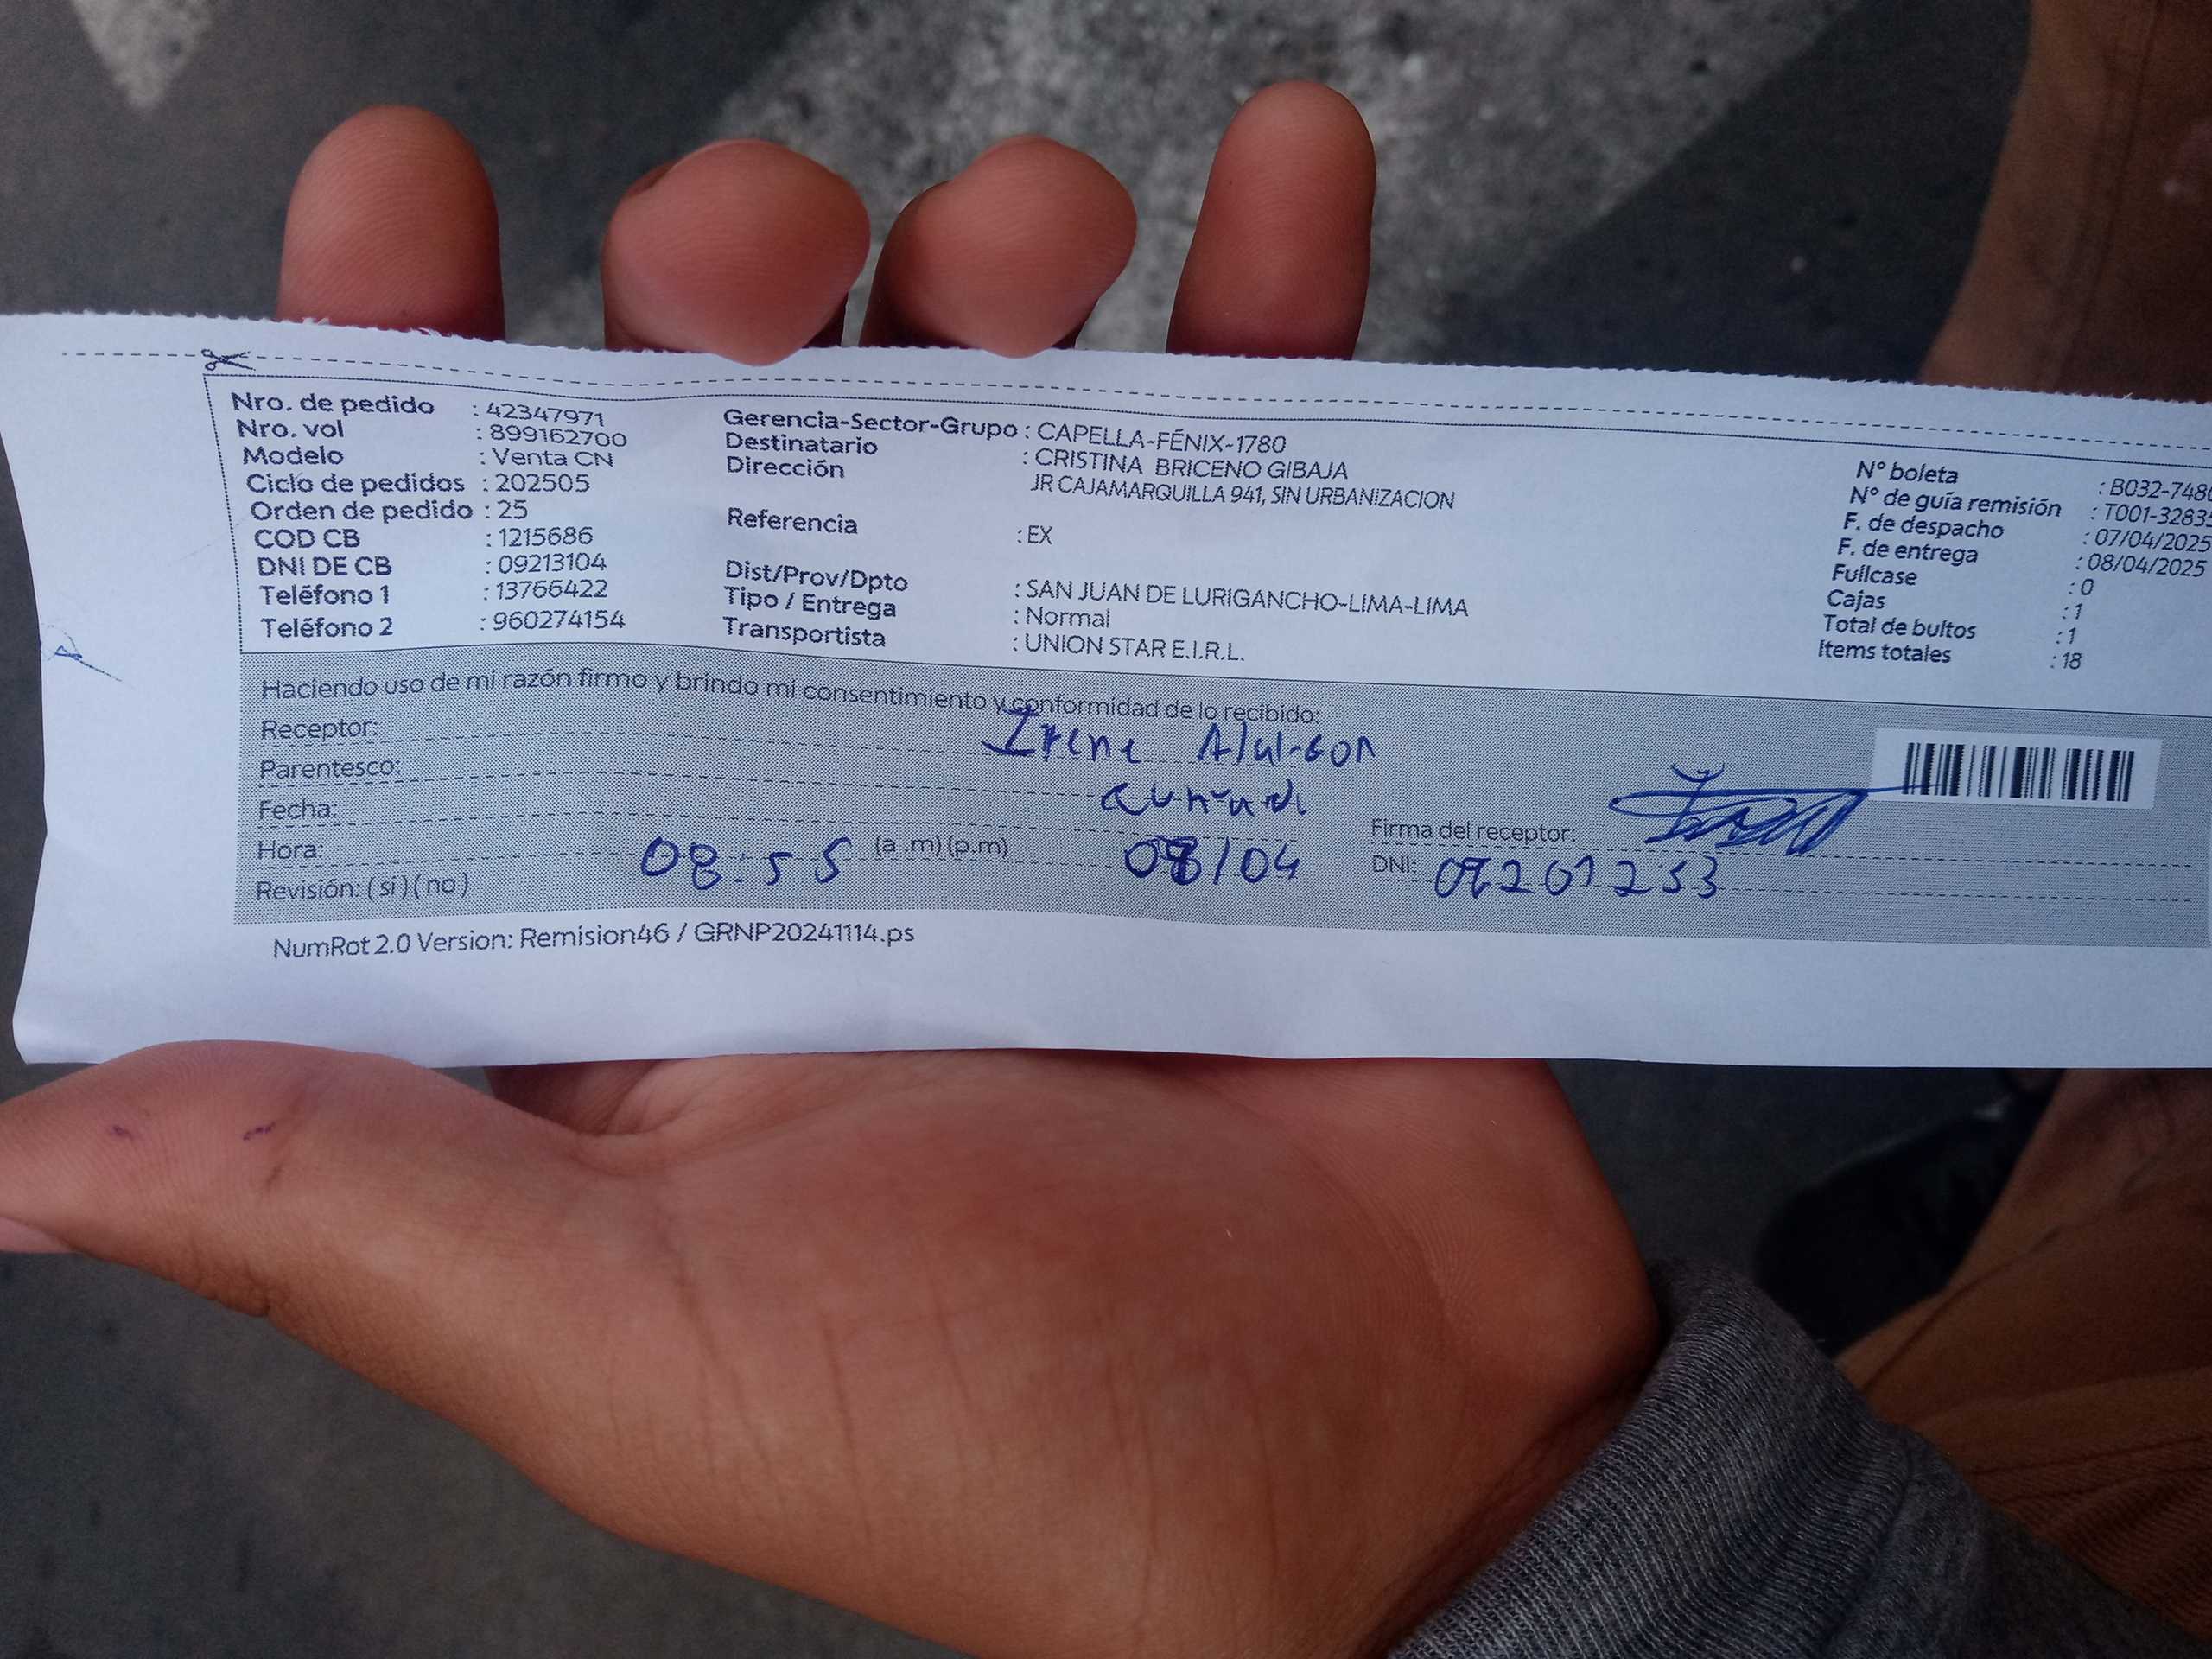 Nro. de pedido : 42347971
Nro. vol : 899162700
Modelo : Venta CN
Ciclo de pedidos : 202505
Orden de pedido : 25
COD CB : 1215686
DNI DE CB : 09213104
Teléfono 1 : 13766422
Teléfono 2 : 960274154
Gerencia-Sector-Grupo : CAPELLA-FÉNIX-1780
Destinatario : CRISTINA BRICENO GIBAJA
Dirección JR CAJAMARQUILLA 941, SIN URBANIZACION
Referencia : EX
Dist/Prov/Dpto : SAN JUAN DE LURIGANCHO-LIMA-LIMA
Tipo / Entrega : Normal
Transportista : UNION STAR E.I.R.L.
N° boleta : B032-748
N° de guía remisión : T001-3283
F. de despacho : 07/04/2025
F. de entrega : 08/04/2025
Fullcase : 0
Cajas : 1
Total de bultos : 1
Items totales : 18
Haciendo uso de mi razón firmo y brindo mi consentimiento y conformidad de lo recibido:
Receptor: Irene
Parentesco:
Fecha: 08/04
Hora: 08:55 (a .m) (p.m)
Revisión: ( si ) ( no )
Firma del receptor:
DNI:
NumRot 2.0 Version: Remision46 / GRNP20241114.ps